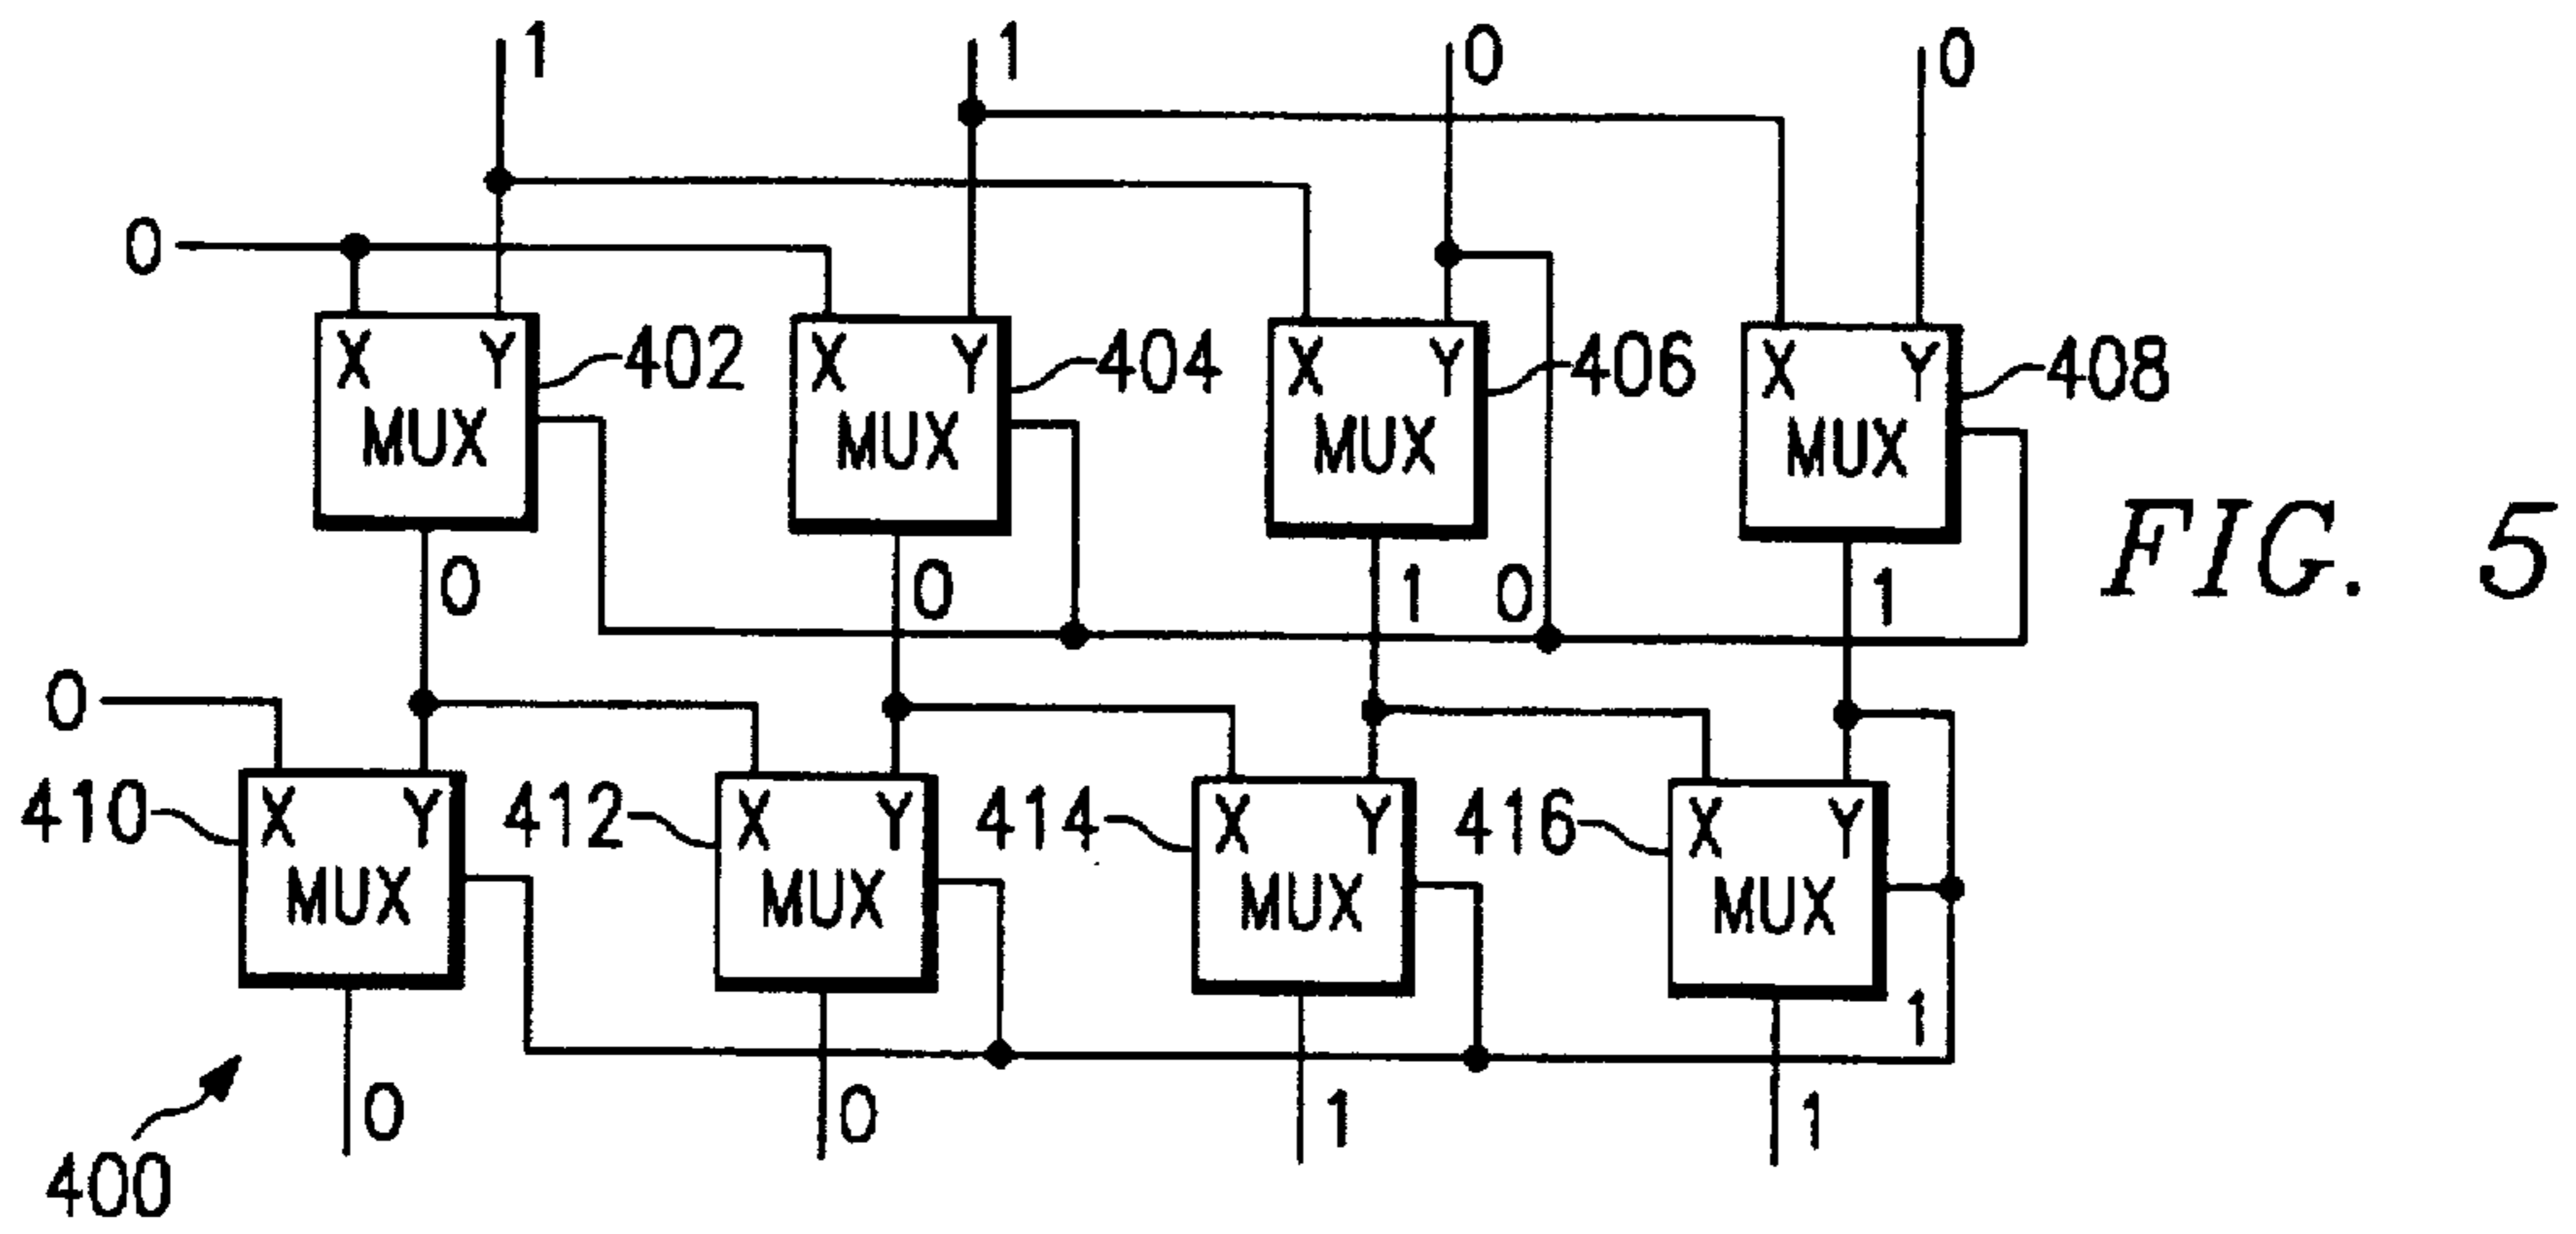 1 1 0 0
0
X Y 402 X Y 404 X Y 406 X Y 408
MUX MUX MUX MUX
FIG. 5
0 0 1 0 1
0
410 X Y 412 X Y 414 X Y 416 X Y
MUX MUX MUX MUX
1
0 0 1 1
400